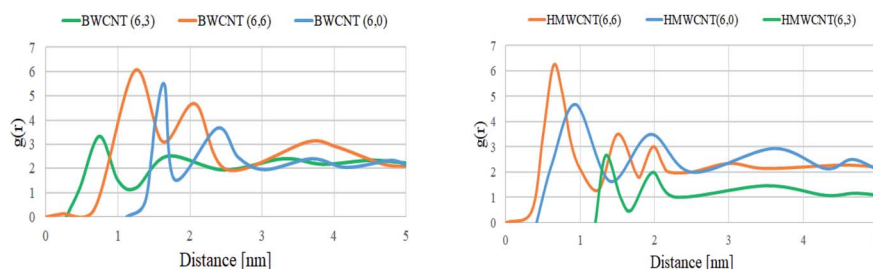 BWCNT (6,3) BWCNT (6,6) BWCNT (6,0)
7
6
5
4
3
2
1
0
g(r)
0 1 2 3 4 5
Distance [nm]
HMWCNT(6,6) HMWCNT(6,0) HMWCNT(6,3)
7
6
5
4
3
2
1
0
g(r)
0 1 2 3 4 5
Distance [nm]